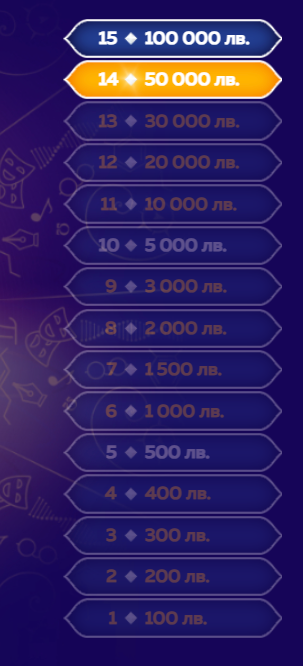 15 ◆ 100 000 лв.
14 ◆ 50 000 лв.
13 ◆ 30 000 лв.
12 ◆ 20 000 лв.
11 ◆ 10 000 лв.
10 ◆ 5 000 лв.
9 ◆ 3 000 лв.
8 ◆ 2 000 лв.
7 ◆ 1 500 лв.
6 ◆ 1 000 лв.
5 ◆ 500 лв.
4 ◆ 400 лв.
3 ◆ 300 лв.
2 ◆ 200 лв.
1 ◆ 100 лв.